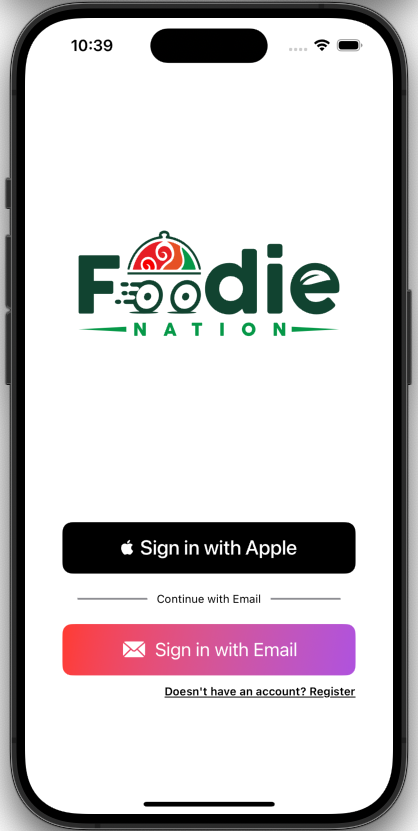 10:39
Foodie
NATION
Sign in with Apple
Continue with Email
Sign in with Email
Doesn't have an account? Register